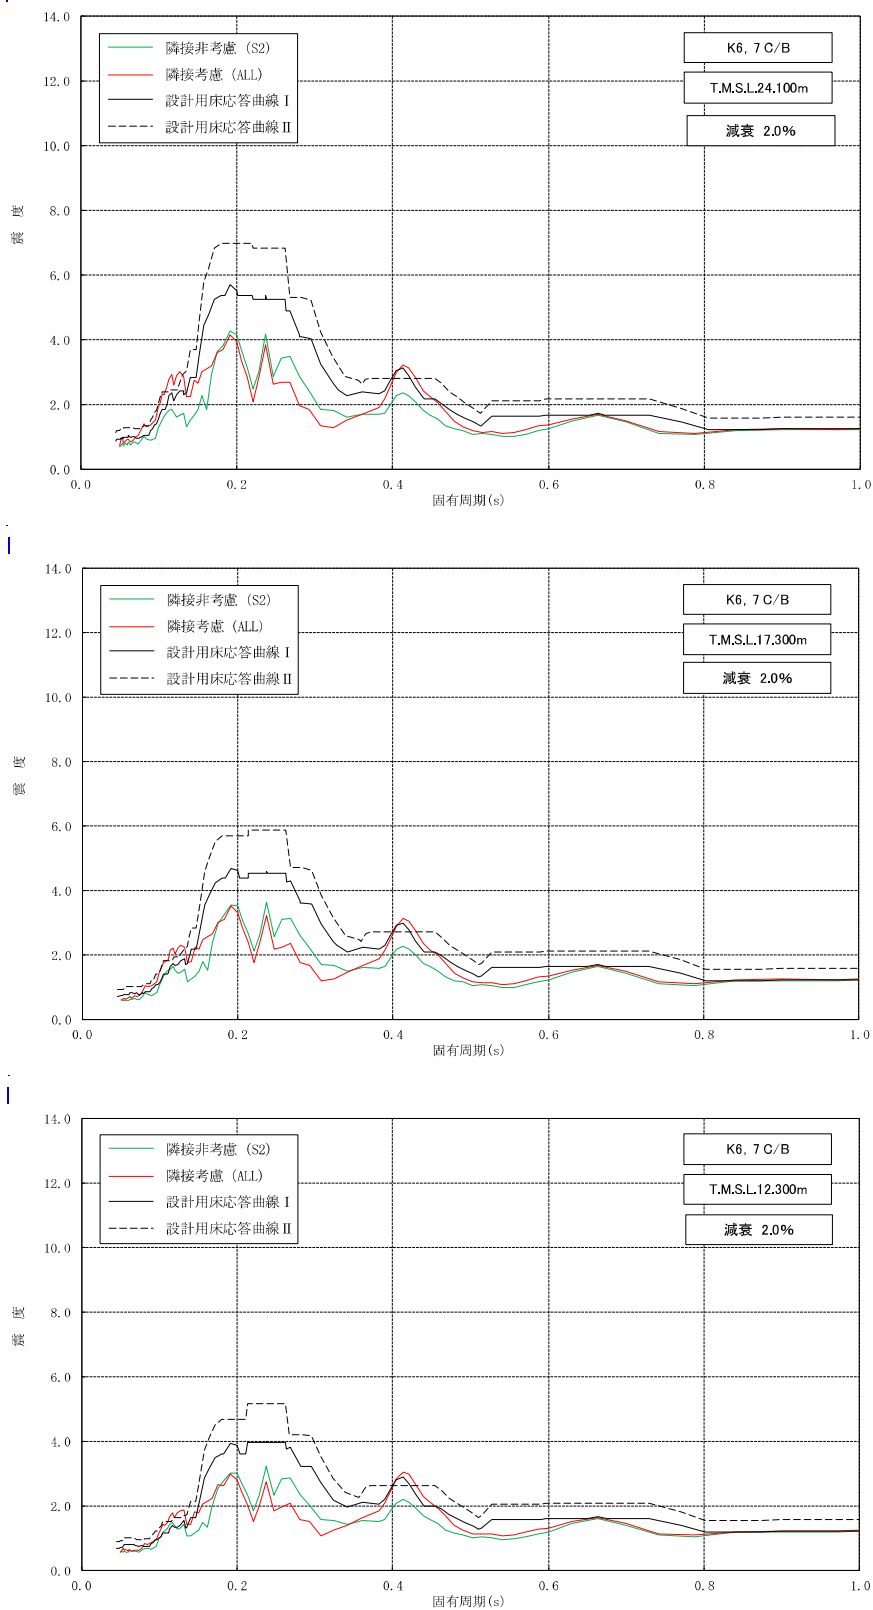 14.0
12.0
10.0
8.0
6.0
4.0
2.0
0.0
震 度
隣接非考慮 (S2)
隣接考慮 (ALL)
設計用床応答曲線Ⅰ
設計用床応答曲線Ⅱ
K6, 7 C/B
T.M.S.L.24.100m
減衰 2.0%
0.0 0.2 0.4 0.6 0.8 1.0
固有周期(s)
14.0
12.0
10.0
8.0
6.0
4.0
2.0
0.0
震 度
隣接非考慮 (S2)
隣接考慮 (ALL)
設計用床応答曲線Ⅰ
設計用床応答曲線Ⅱ
K6, 7 C/B
T.M.S.L.17.300m
減衰 2.0%
0.0 0.2 0.4 0.6 0.8 1.0
固有周期(s)
14.0
12.0
10.0
8.0
6.0
4.0
2.0
0.0
震 度
隣接非考慮 (S2)
隣接考慮 (ALL)
設計用床応答曲線Ⅰ
設計用床応答曲線Ⅱ
K6, 7 C/B
T.M.S.L.12.300m
減衰 2.0%
0.0 0.2 0.4 0.6 0.8 1.0
固有周期(s)